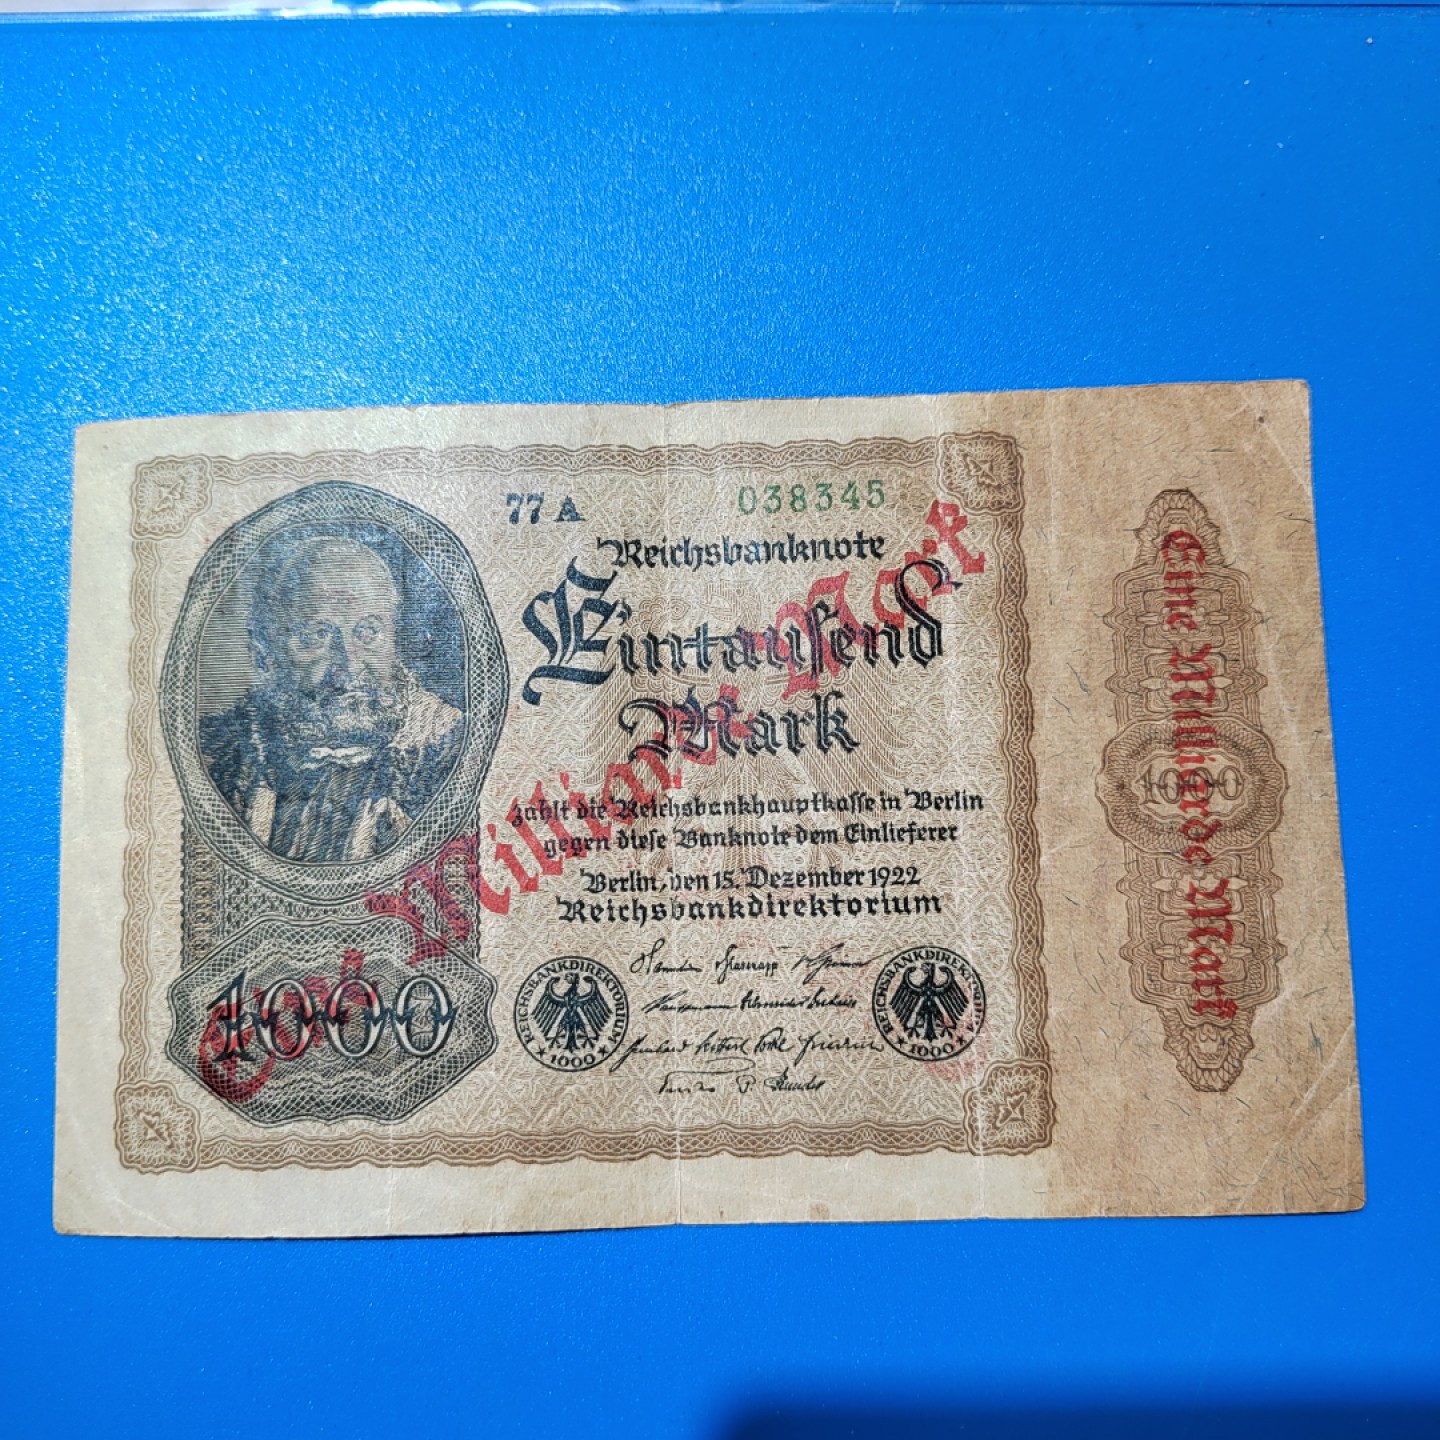 77 A 038345
Reichsbanknote
Eintausend
Mark
zahlt die Reichsbankhauptkasse in Berlin
gegen diese Banknote dem Einlieferer
Berlin, den 15. Dezember 1922
Reichsbankdirektorium
Eine Milliarde Mark
1000
REICHSBANKDIREKTORIUM
★ 1000 ★
REICHSBANKDIREKTORIUM
★ 1000 ★
Eine Milliarde Mark
1000